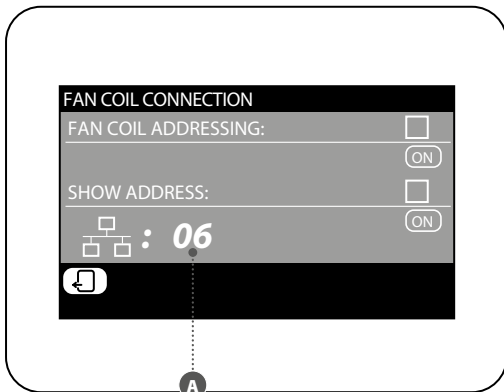 FAN COIL CONNECTION
FAN COIL ADDRESSING:
ON
SHOW ADDRESS:
ON
: 06
A